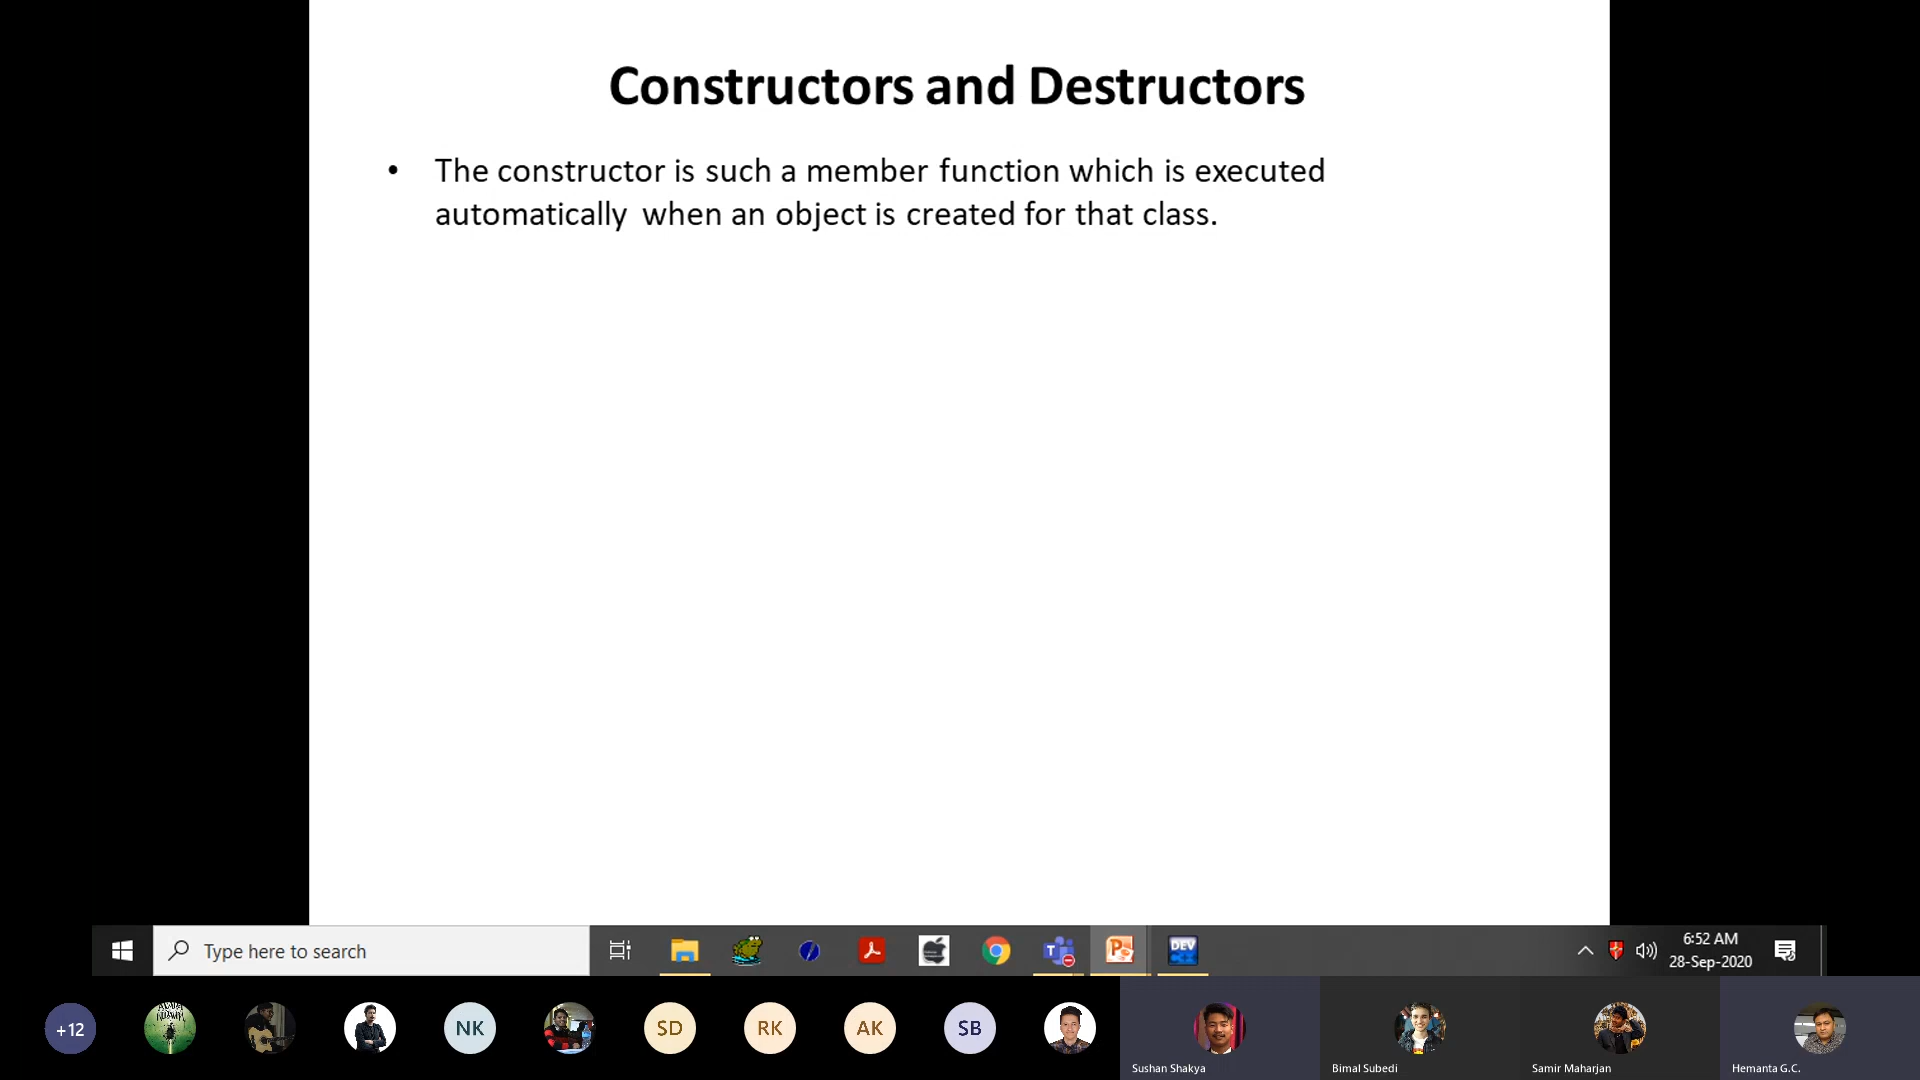 Constructors and Destructors
• The constructor is such a member function which is executed
automatically when an object is created for that class.
Type here to search
DEV
C++
6:52 AM
28-Sep-2020
+12
NK
SD
RK
AK
SB
Sushan Shakya
Bimal Subedi
Samir Maharjan
Hemanta G.C.